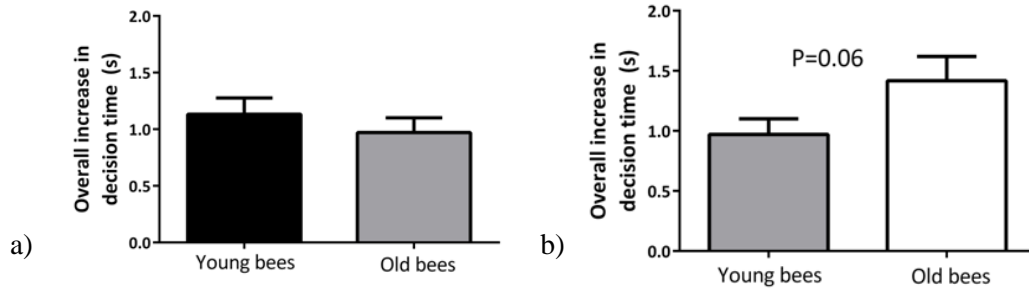 a)
Overall increase in
decision time (s)
2.0
1.5
1.0
0.5
0.0
Young bees
Old bees
b)
Overall increase in
decision time (s)
2.0
1.5
1.0
0.5
0.0
P=0.06
Young bees
Old bees